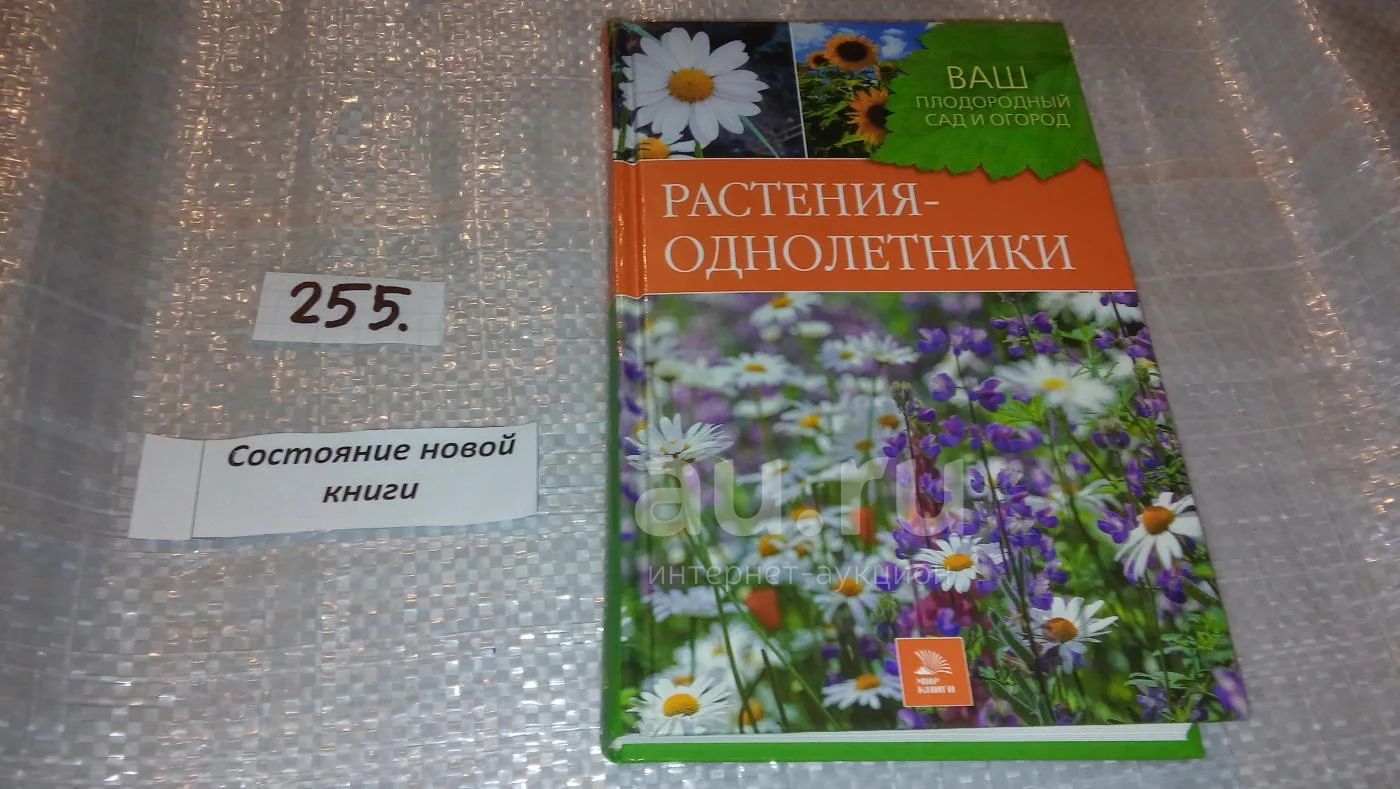 ВАШ
ПЛОДОРОДНЫЙ
САД И ОГОРОД
РАСТЕНИЯ-
ОДНОЛЕТНИКИ
255.
Состояние новой
книги
au.ru
интернет-аукцион
МИР
КНИГИ